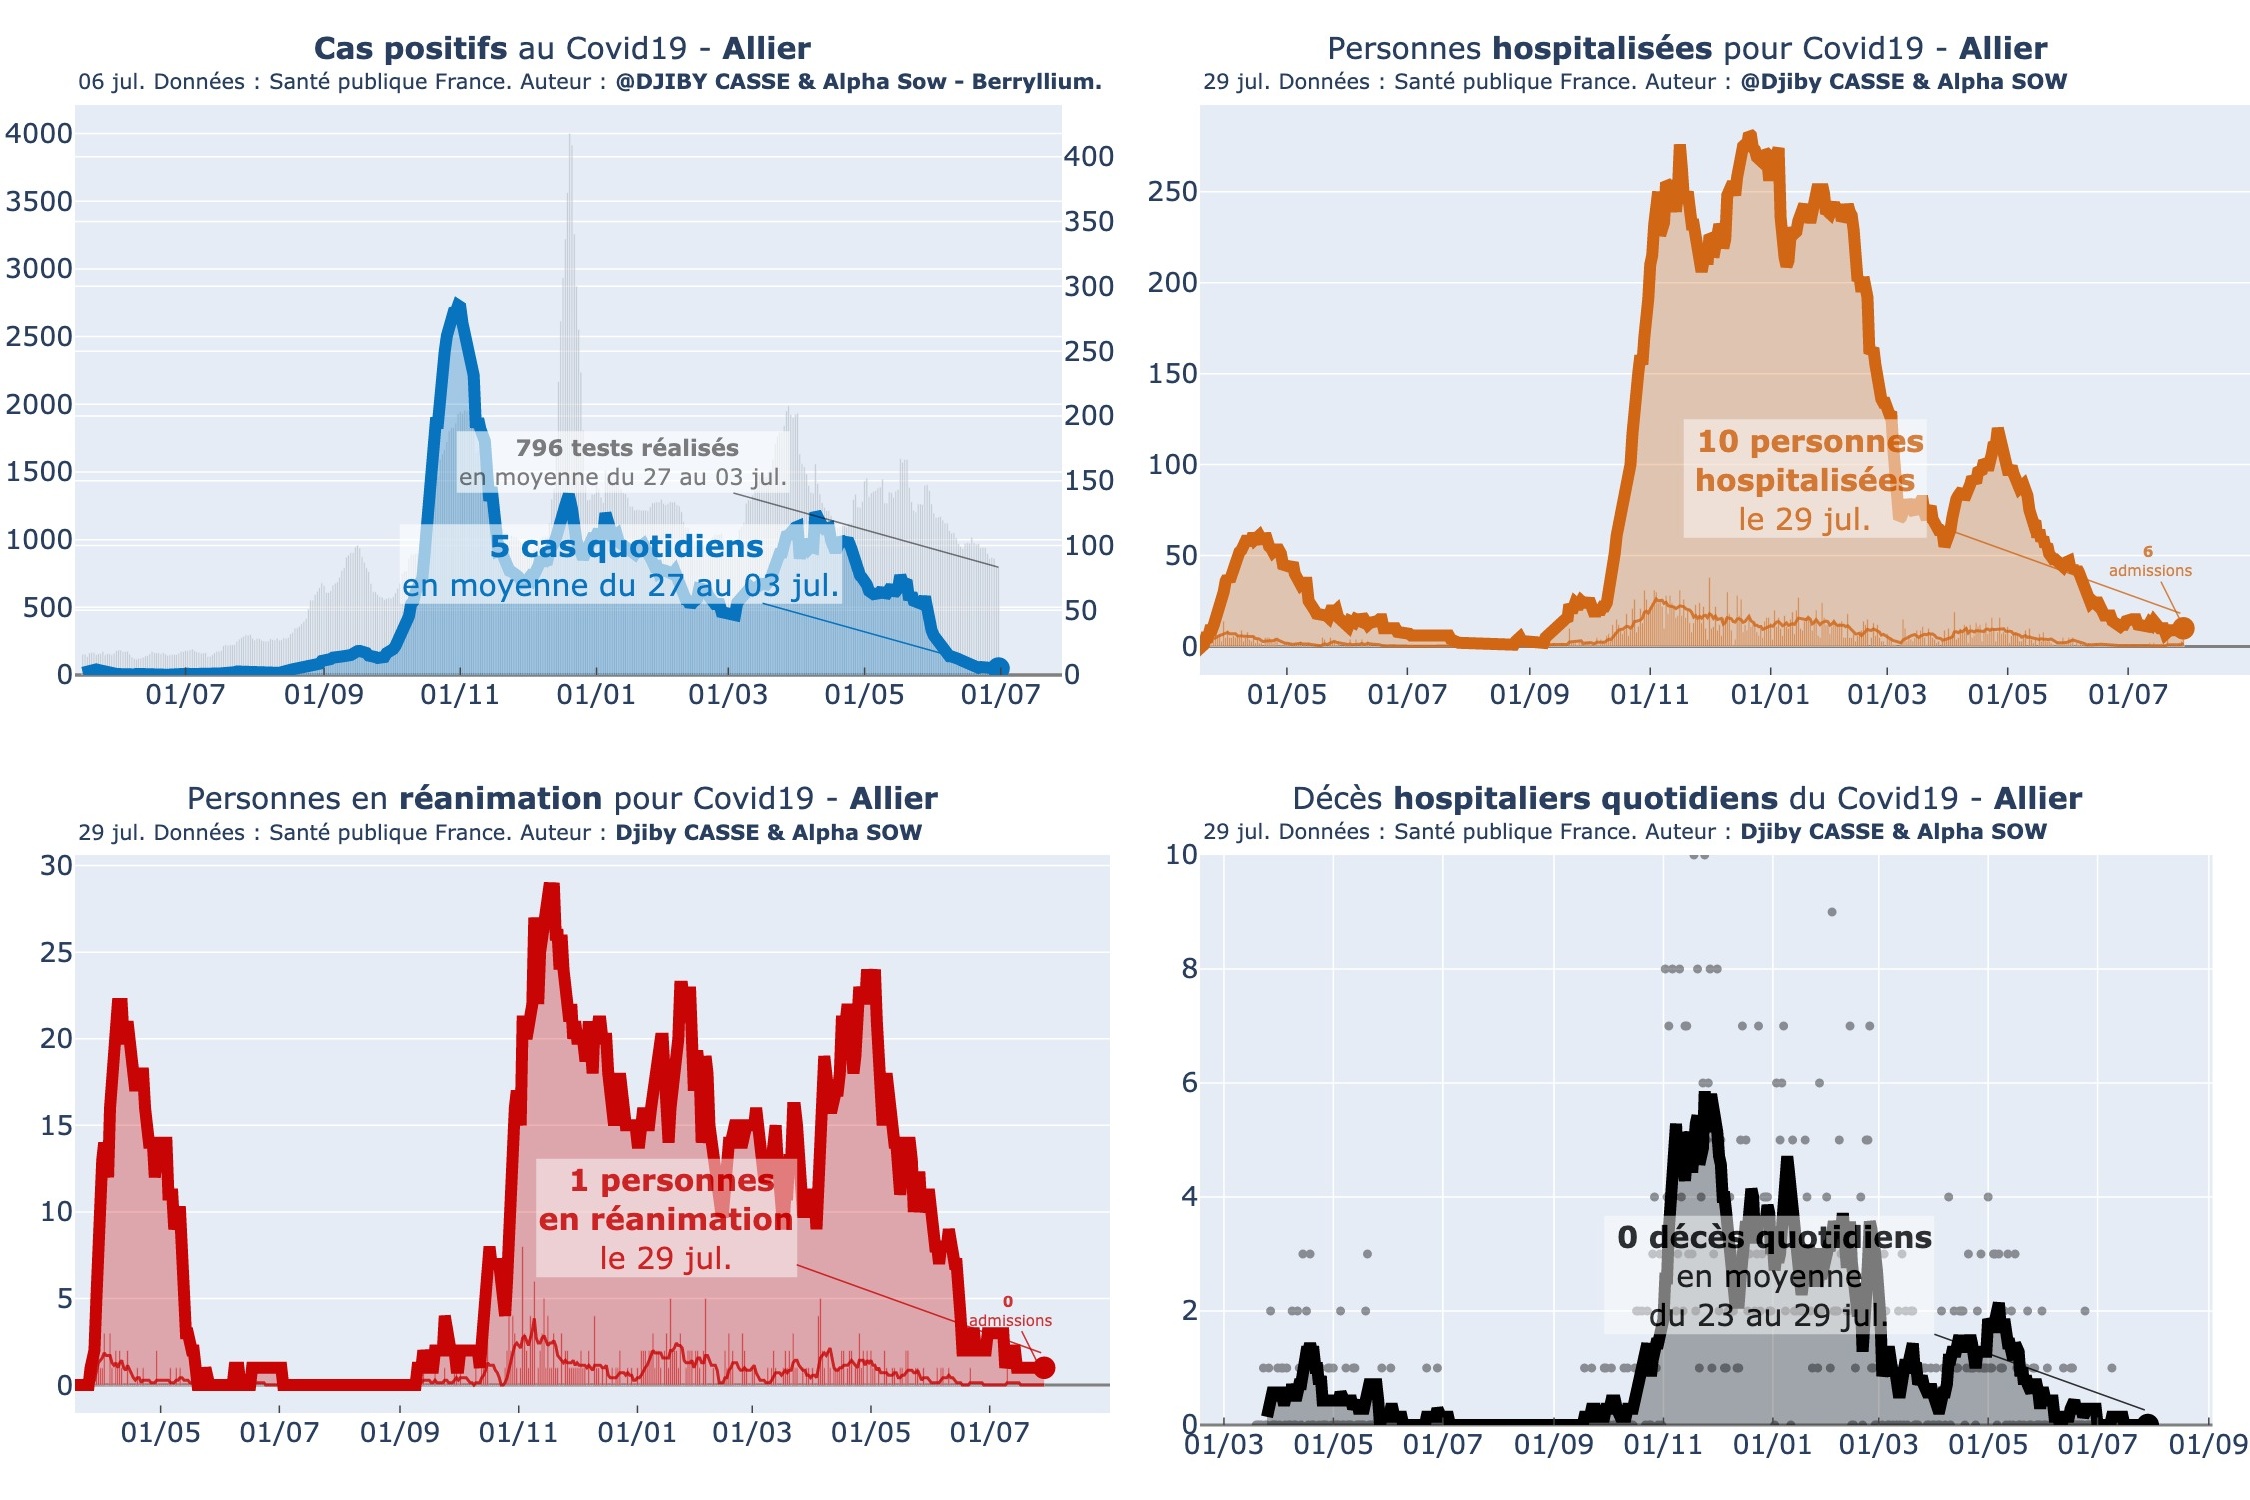 Cas positifs au Covid19 - Allier
06 jul. Données : Santé publique France. Auteur : @DJIBY CASSE & Alpha Sow - Berryllium.
4000
3500
3000
2500
2000
1500
1000
500
0
400
350
300
250
200
150
100
50
0
796 tests réalisés
en moyenne du 27 au 03 jul.
5 cas quotidiens
en moyenne du 27 au 03 jul.
01/07 01/09 01/11 01/01 01/03 01/05 01/07
Personnes hospitalisées pour Covid19 - Allier
29 jul. Données : Santé publique France. Auteur : @Djiby CASSE & Alpha SOW
250
200
150
100
50
0
10 personnes
hospitalisées
le 29 jul.
6
admissions
01/05 01/07 01/09 01/11 01/01 01/03 01/05 01/07
Personnes en réanimation pour Covid19 - Allier
29 jul. Données : Santé publique France. Auteur : Djiby CASSE & Alpha SOW
30
25
20
15
10
5
0
1 personnes
en réanimation
le 29 jul.
0
admissions
01/05 01/07 01/09 01/11 01/01 01/03 01/05 01/07
Décès hospitaliers quotidiens du Covid19 - Allier
29 jul. Données : Santé publique France. Auteur : Djiby CASSE & Alpha SOW
10
8
6
4
2
0
0 décès quotidiens
en moyenne
du 23 au 29 jul.
01/03 01/05 01/07 01/09 01/11 01/01 01/03 01/05 01/07 01/09